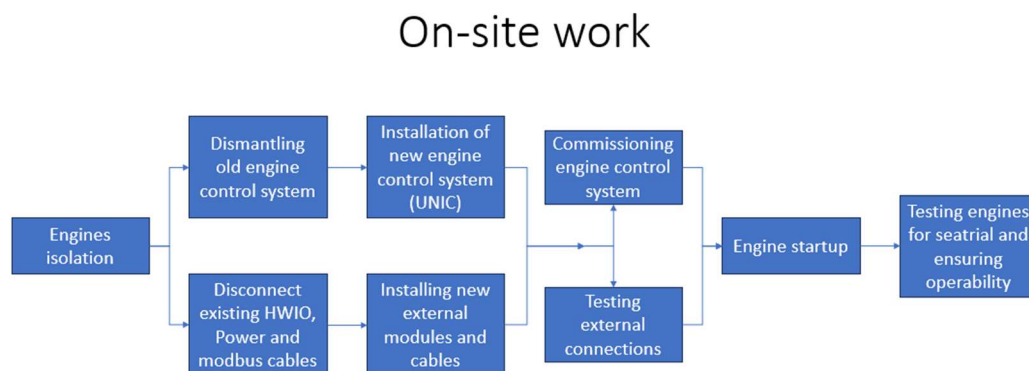 On-site work
Engines
isolation
Dismantling
old engine
control system
Installation of
new engine
control system
(UNIC)
Disconnect
existing HWIO,
Power and
modbus cables
Installing new
external
modules and
cables
Commissioning
engine control
system
Testing
external
connections
Engine startup
Testing engines
for seatrial and
ensuring
operability